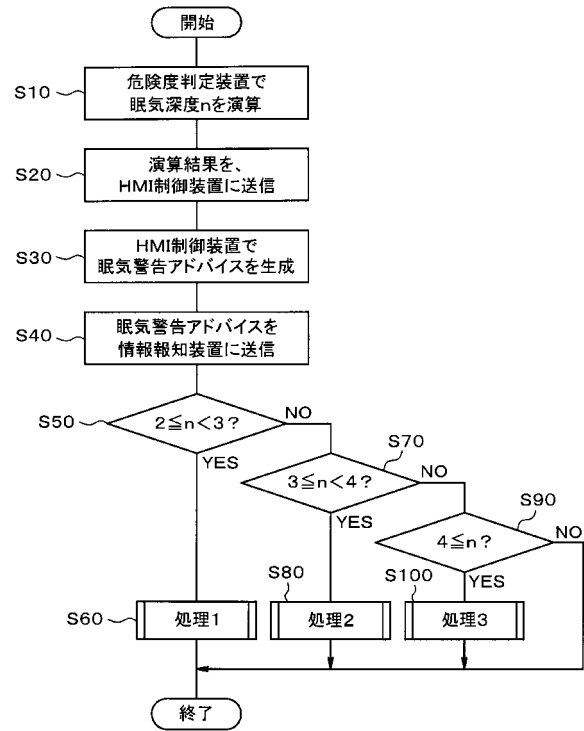 開始
S10
危険度判定装置で
眠気深度nを演算
S20
演算結果を、
HMI制御装置に送信
S30
HMI制御装置で
眠気警告アドバイスを生成
S40
眠気警告アドバイスを
情報報知装置に送信
S50
2≦n<3?
NO
YES
S70
3≦n<4?
NO
YES
S90
4≦n?
NO
YES
S60
処理1
S80
処理2
S100
処理3
終了